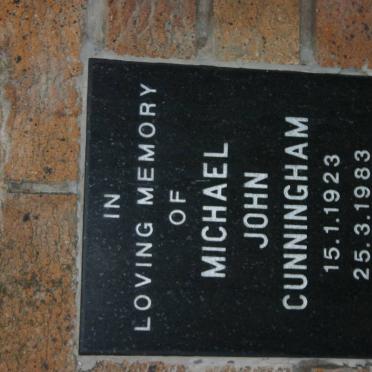 IN
LOVING MEMORY
OF
MICHAEL
JOHN
CUNNINGHAM
15.1.1923
25.3.1983